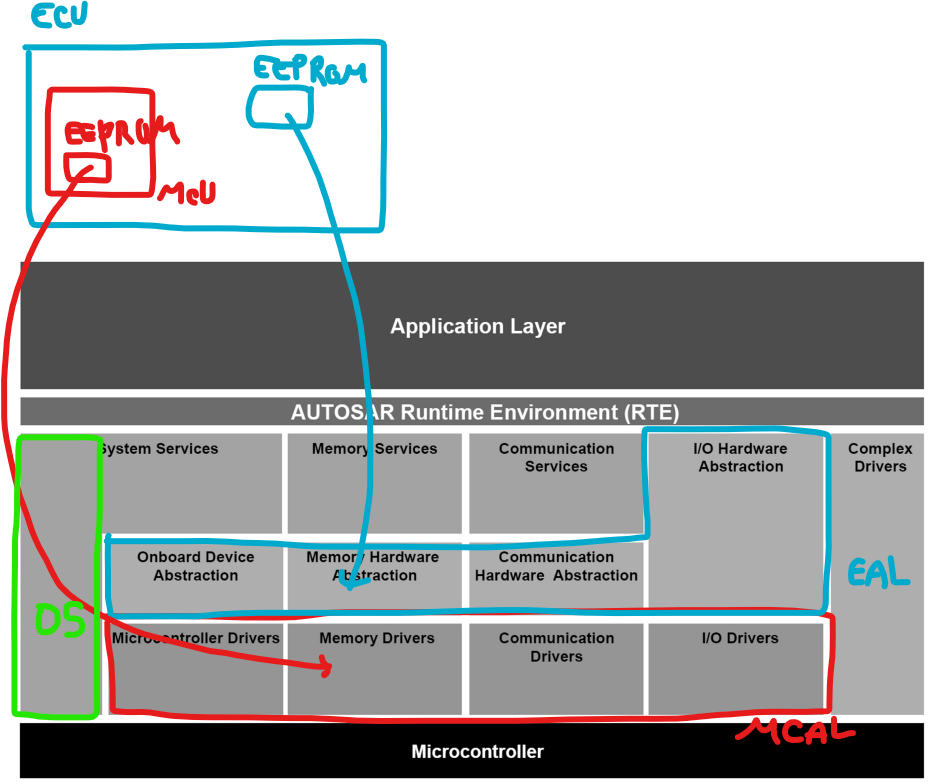 ECU
EEPROM
EEPROM
MCU
Application Layer
AUTOSAR Runtime Environment (RTE)
System Services
Memory Services
Communication
Services
I/O Hardware
Abstraction
Complex
Drivers
Onboard Device
Abstraction
Memory Hardware
Abstraction
Communication
Hardware Abstraction
EAL
OS
Microcontroller Drivers
Memory Drivers
Communication
Drivers
I/O Drivers
MCAL
Microcontroller